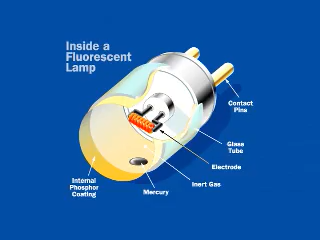 Inside a
Fluorescent
Lamp
Contact
Pins
Glass
Tube
Electrode
Inert Gas
Mercury
Internal
Phosphor
Coating